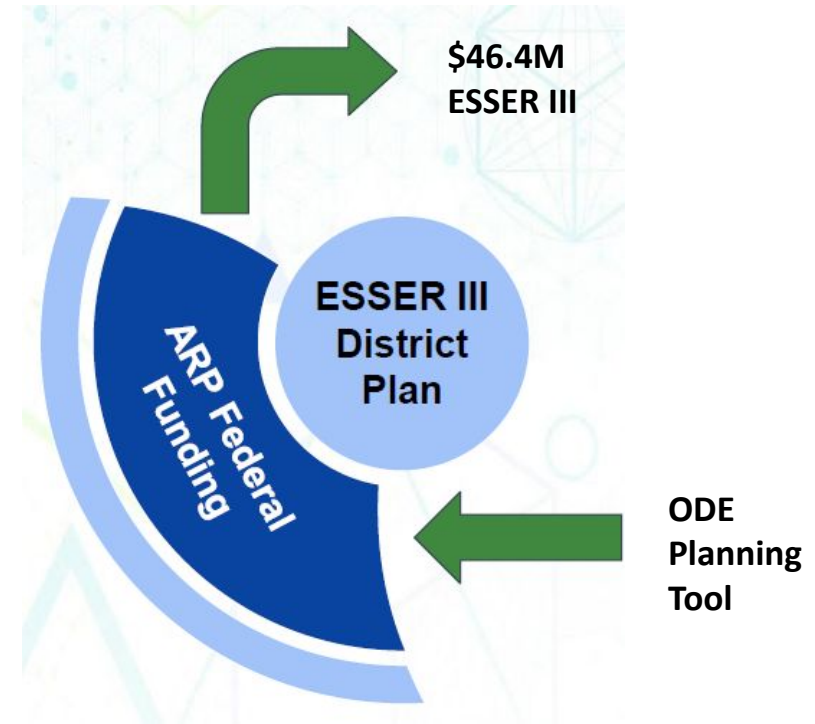 $46.4M
ESSER III
ESSER III
District
Plan
ARP Federal
Funding
ODE
Planning
Tool